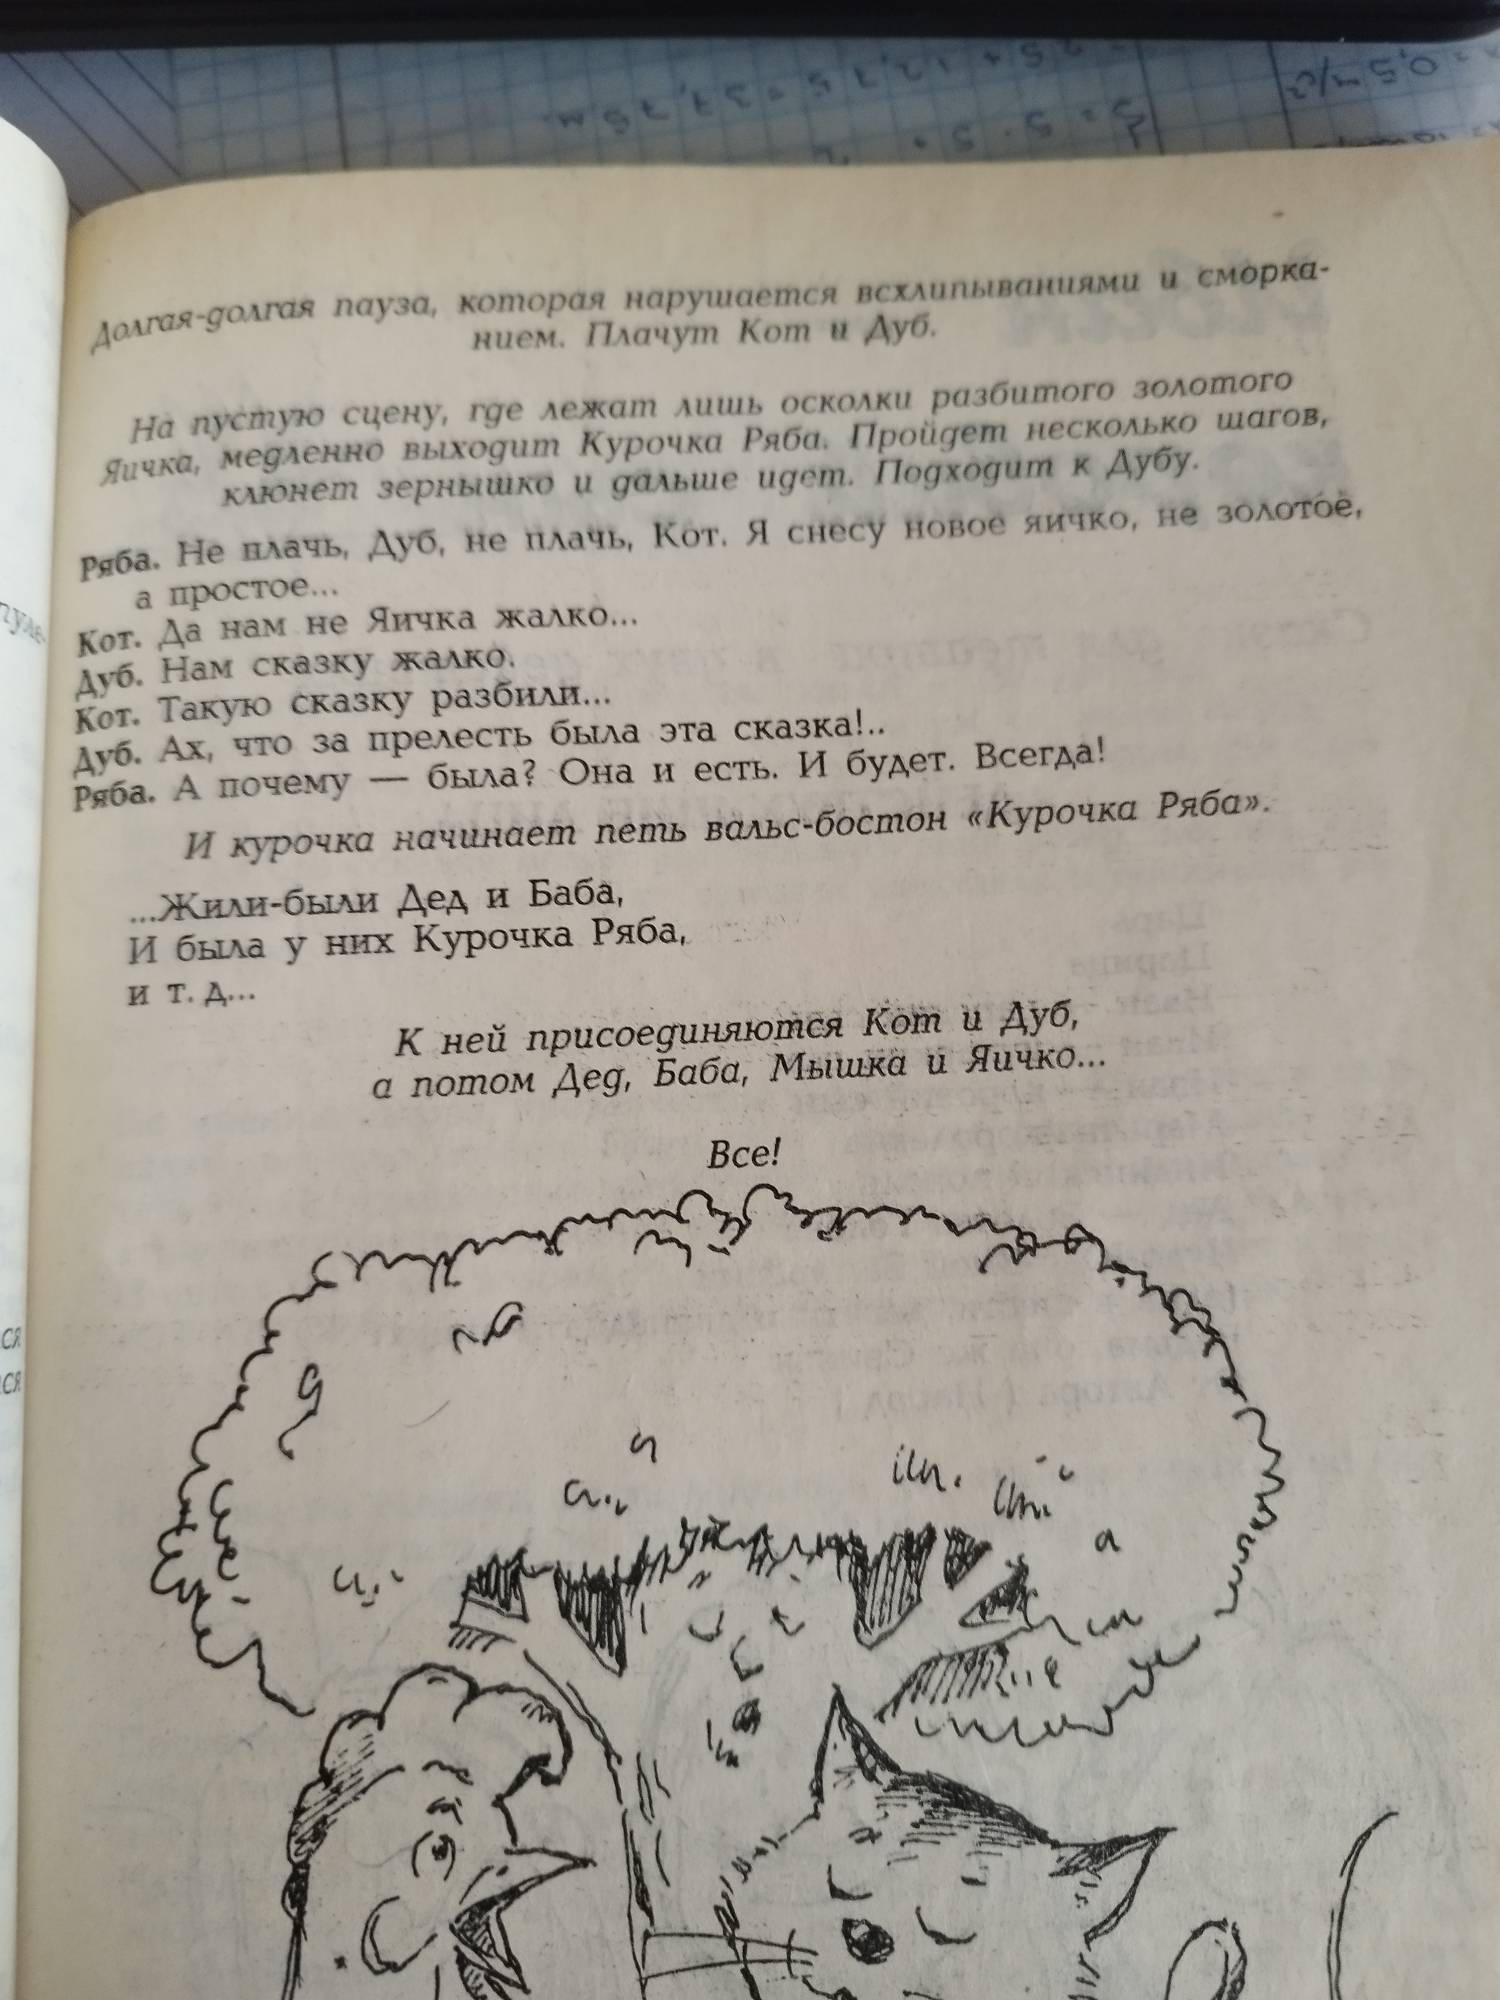 Долгая-долгая пауза, которая нарушается всхлипываниями и сморка-
нием. Плачут Кот и Дуб.
На пустую сцену, где лежат лишь осколки разбитого золотого
Яичка, медленно выходит Курочка Ряба. Пройдет несколько шагов,
клюнет зернышко и дальше идет. Подходит к Дубу.
Ряба. Не плачь, Дуб, не плачь, Кот. Я снесу новое яичко, не золотое,
а простое...
Кот. Да нам не Яичка жалко...
Дуб. Нам сказку жалко.
Кот. Такую сказку разбили...
Дуб. Ах, что за прелесть была эта сказка!..
Ряба. А почему — была? Она и есть. И будет. Всегда!
И курочка начинает петь вальс-бостон «Курочка Ряба».
...Жили-были Дед и Баба,
И была у них Курочка Ряба,
и т. д...
К ней присоединяются Кот и Дуб,
а потом Дед, Баба, Мышка и Яичко...
Все!